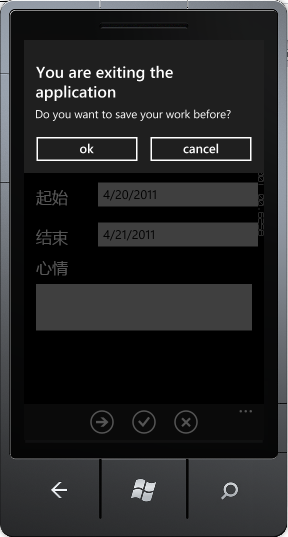 You are exiting the
application
Do you want to save your work before?
ok cancel
起始 4/20/2011
结束 4/21/2011
心情
...